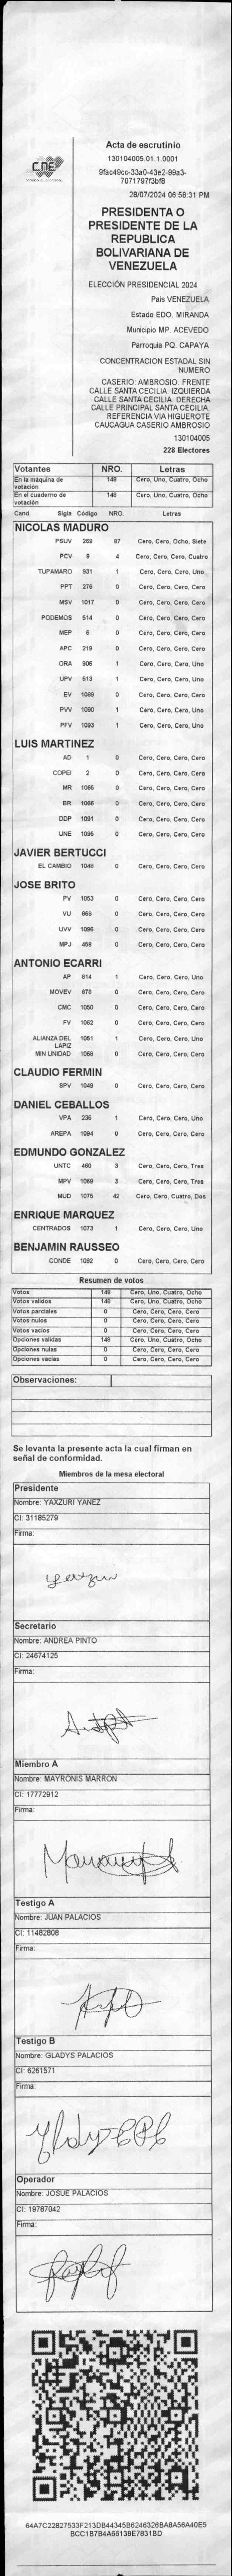 CNE
Acta de escrutinio
130104005.01.1.0001
9fac49cc-33a0-43e2-99a3-
7071797f3bf8
28/07/2024 06:58:31 PM
PRESIDENTA O
PRESIDENTE DE LA
REPUBLICA
BOLIVARIANA DE
VENEZUELA
ELECCIÓN PRESIDENCIAL 2024
Pais VENEZUELA
Estado EDO. MIRANDA
Municipio MP. ACEVEDO
Parroquia PQ. CAPAYA
CONCENTRACION ESTADAL SIN
NUMERO
CASERIO: AMBROSIO. FRENTE
CALLE SANTA CECILIA. IZQUIERDA
CALLE SANTA CECILIA. DERECHA
CALLE PRINCIPAL SANTA CECILIA.
REFERENCIA VIA HIGUEROTE
CAUCAGUA CASERIO AMBROSIO
130104005
228 Electores
Votantes NRO. Letras
En la máquina de votación 148 Cero, Uno, Cuatro, Ocho
En el cuaderno de votación 148 Cero, Uno, Cuatro, Ocho
Cand. Sigla Código NRO. Letras
NICOLAS MADURO
PSUV 269 87 Cero, Cero, Ocho, Siete
PCV 9 4 Cero, Cero, Cero, Cuatro
TUPAMARO 931 1 Cero, Cero, Cero, Uno
PPT 276 0 Cero, Cero, Cero, Cero
MSV 1017 0 Cero, Cero, Cero, Cero
PODEMOS 514 0 Cero, Cero, Cero, Cero
MEP 6 0 Cero, Cero, Cero, Cero
APC 219 0 Cero, Cero, Cero, Cero
ORA 906 1 Cero, Cero, Cero, Uno
UPV 613 1 Cero, Cero, Cero, Uno
EV 1089 0 Cero, Cero, Cero, Cero
PVV 1090 1 Cero, Cero, Cero, Uno
PFV 1093 1 Cero, Cero, Cero, Uno
LUIS MARTINEZ
AD 1 0 Cero, Cero, Cero, Cero
COPEI 2 0 Cero, Cero, Cero, Cero
MR 1066 0 Cero, Cero, Cero, Cero
BR 0 Cero, Cero, Cero, Cero
DDP 1091 0 Cero, Cero, Cero, Cero
UNE 1095 0 Cero, Cero, Cero, Cero
JAVIER BERTUCCI
EL CAMBIO 1048 0 Cero, Cero, Cero, Cero
JOSE BRITO
PV 1053 0 Cero, Cero, Cero, Cero
VU 868 0 Cero, Cero, Cero, Cero
UVV 1096 0 Cero, Cero, Cero, Cero
MPJ 458 0 Cero, Cero, Cero, Cero
ANTONIO ECARRI
AP 814 1 Cero, Cero, Cero, Uno
MOVEV 878 0 Cero, Cero, Cero, Cero
CMC 1050 0 Cero, Cero, Cero, Cero
FV 1062 0 Cero, Cero, Cero, Cero
ALIANZA DEL LAPIZ 1051 1 Cero, Cero, Cero, Uno
MIN UNIDAD 1068 0 Cero, Cero, Cero, Cero
CLAUDIO FERMIN
SPV 1049 0 Cero, Cero, Cero, Cero
DANIEL CEBALLOS
VPA 236 1 Cero, Cero, Cero, Uno
AREPA 1094 0 Cero, Cero, Cero, Cero
EDMUNDO GONZALEZ
UNTC 460 3 Cero, Cero, Cero, Tres
MPV 1069 3 Cero, Cero, Cero, Tres
MUD 1075 42 Cero, Cero, Cuatro, Dos
ENRIQUE MARQUEZ
CENTRADOS 1073 1 Cero, Cero, Cero, Uno
BENJAMIN RAUSSEO
CONDE 1092 0 Cero, Cero, Cero, Cero
Resumen de votos
Votos 148 Cero, Uno, Cuatro, Ocho
Votos validos 148 Cero, Uno, Cuatro, Ocho
Votos parciales 0 Cero, Cero, Cero, Cero
Votos nulos 0 Cero, Cero, Cero, Cero
Votos vacios 0 Cero, Cero, Cero, Cero
Opciones validas 148 Cero, Uno, Cuatro, Ocho
Opciones nulas 0 Cero, Cero, Cero, Cero
Opciones vacias 0 Cero, Cero, Cero, Cero
Observaciones:
Se levanta la presente acta la cual firman en
señal de conformidad.
Miembros de la mesa electoral
Presidente
Nombre: YAXZURI YANEZ
CI: 31185279
Firma:
Secretario
Nombre: ANDREA PINTO
CI: 24674125
Firma:
Miembro A
Nombre: MAYRONIS MARRON
CI: 17772912
Firma:
Testigo A
Nombre: JUAN PALACIOS
CI: 11482808
Firma:
Testigo B
Nombre: GLADYS PALACIOS
CI: 6261571
Firma:
Operador
Nombre: JOSUE PALACIOS
CI: 19787042
Firma:
64A7C22827533F213DB44345B6246326BA8A56A40E5
BCC1B7B4A66138E7831BD